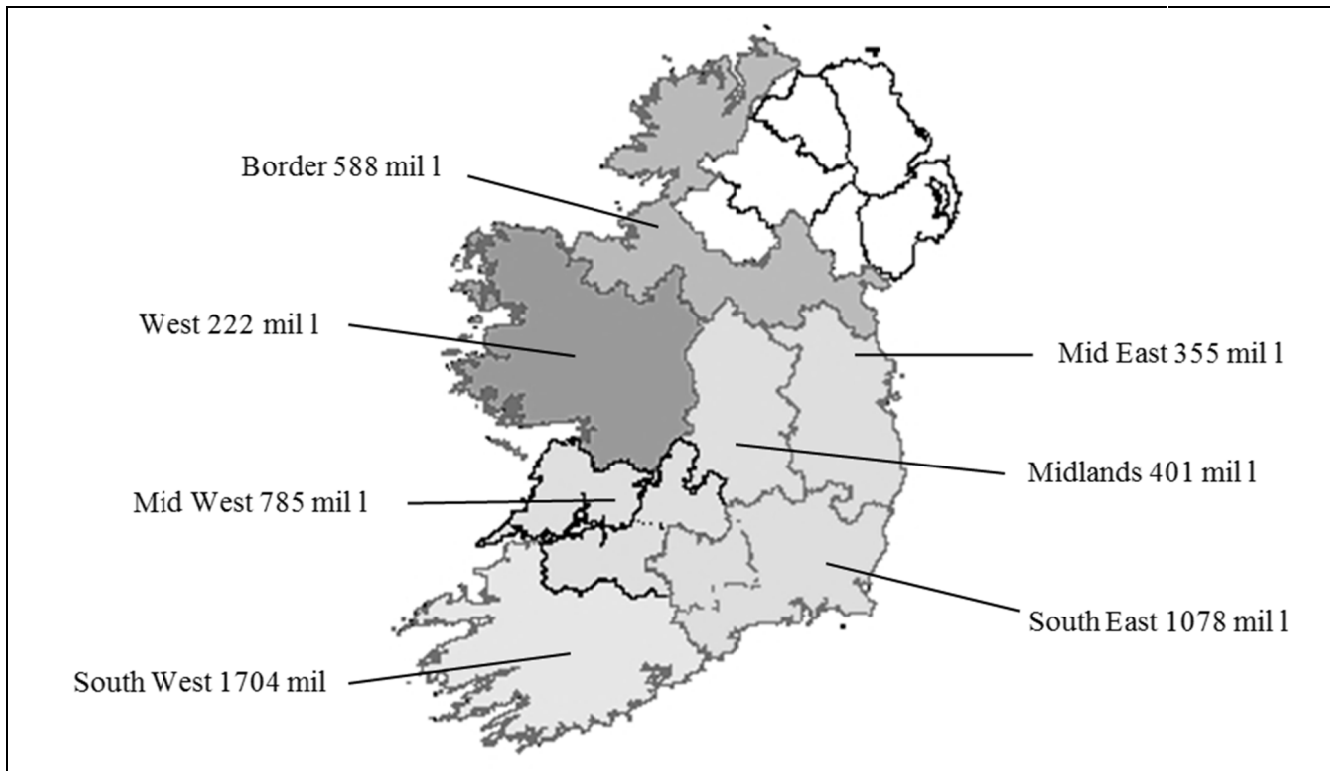 Border 588 mil l
West 222 mil l
Mid East 355 mil l
Midlands 401 mil l
Mid West 785 mil l
South East 1078 mil l
South West 1704 mil